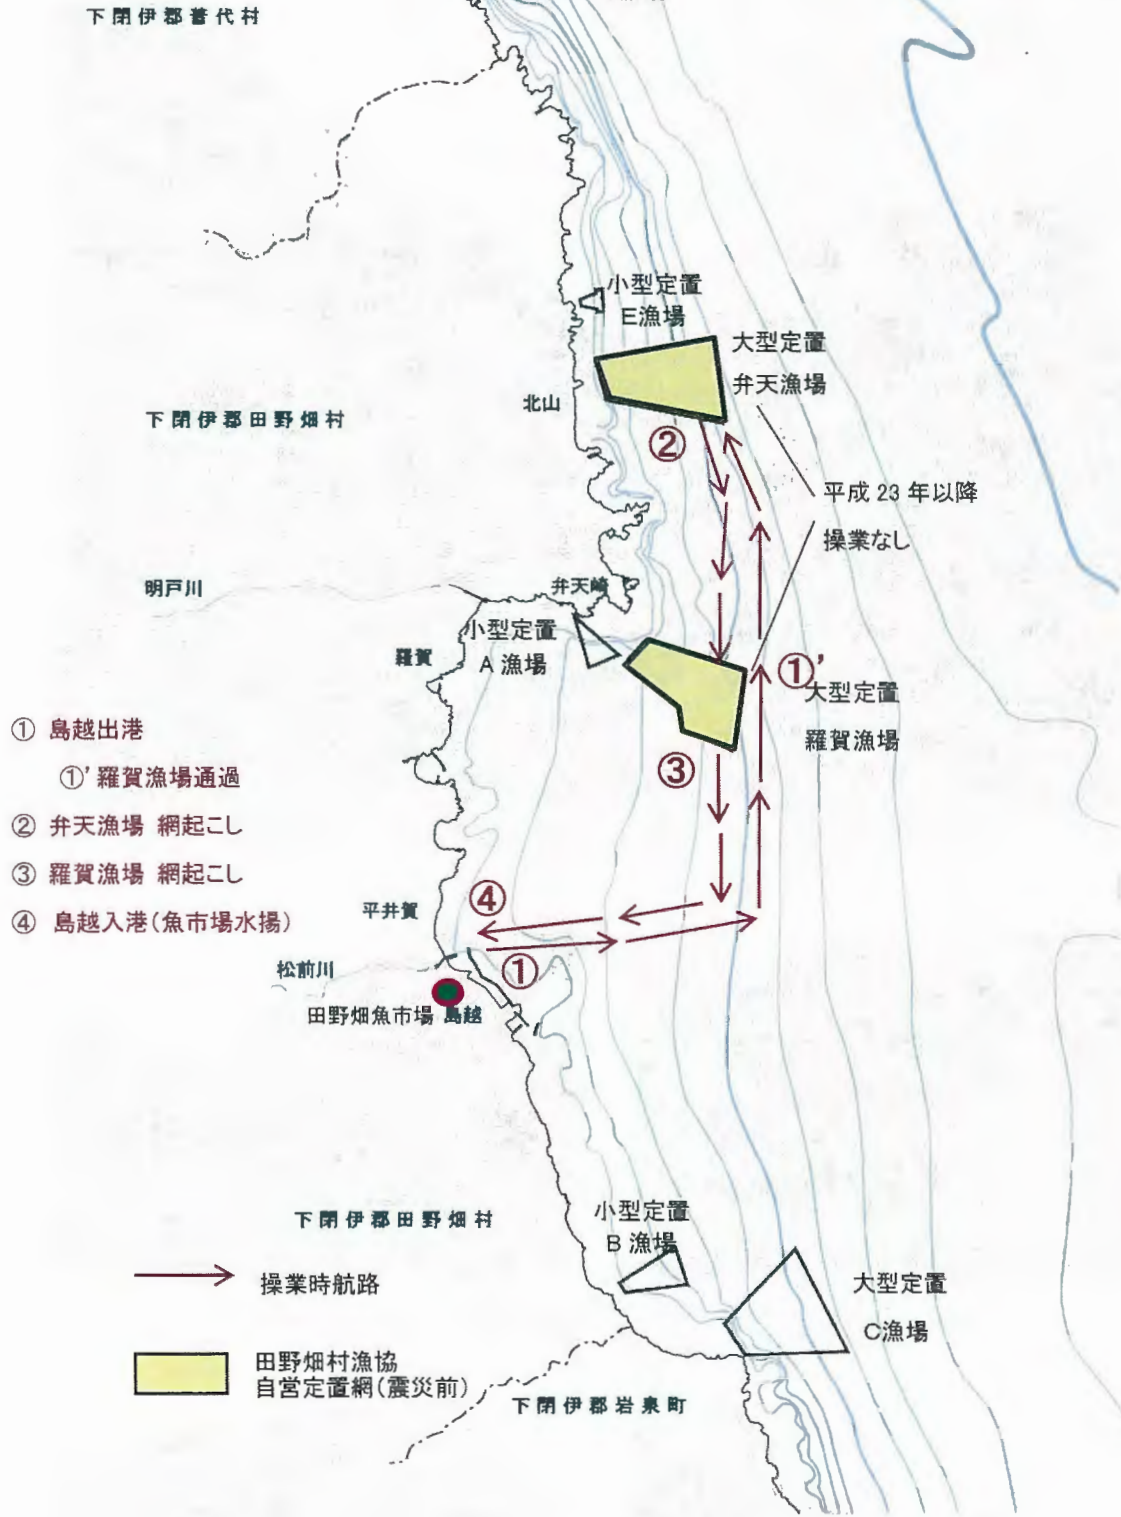 下閉伊郡普代村
小型定置
E漁場
大型定置
弁天漁場
北山
下閉伊郡田野畑村
②
平成23年以降
操業なし
明戸川
弁天崎
小型定置
A漁場
羅賀
①’
大型定置
羅賀漁場
③
① 島越出港
①’羅賀漁場通過
② 弁天漁場 網起こし
③ 羅賀漁場 網起こし
④ 島越入港(魚市場水揚)
④
平井賀
松前川
①
田野畑魚市場 島越
小型定置
B漁場
下閉伊郡田野畑村
操業時航路
大型定置
C漁場
田野畑村漁協
自営定置網(震災前)
下閉伊郡岩泉町